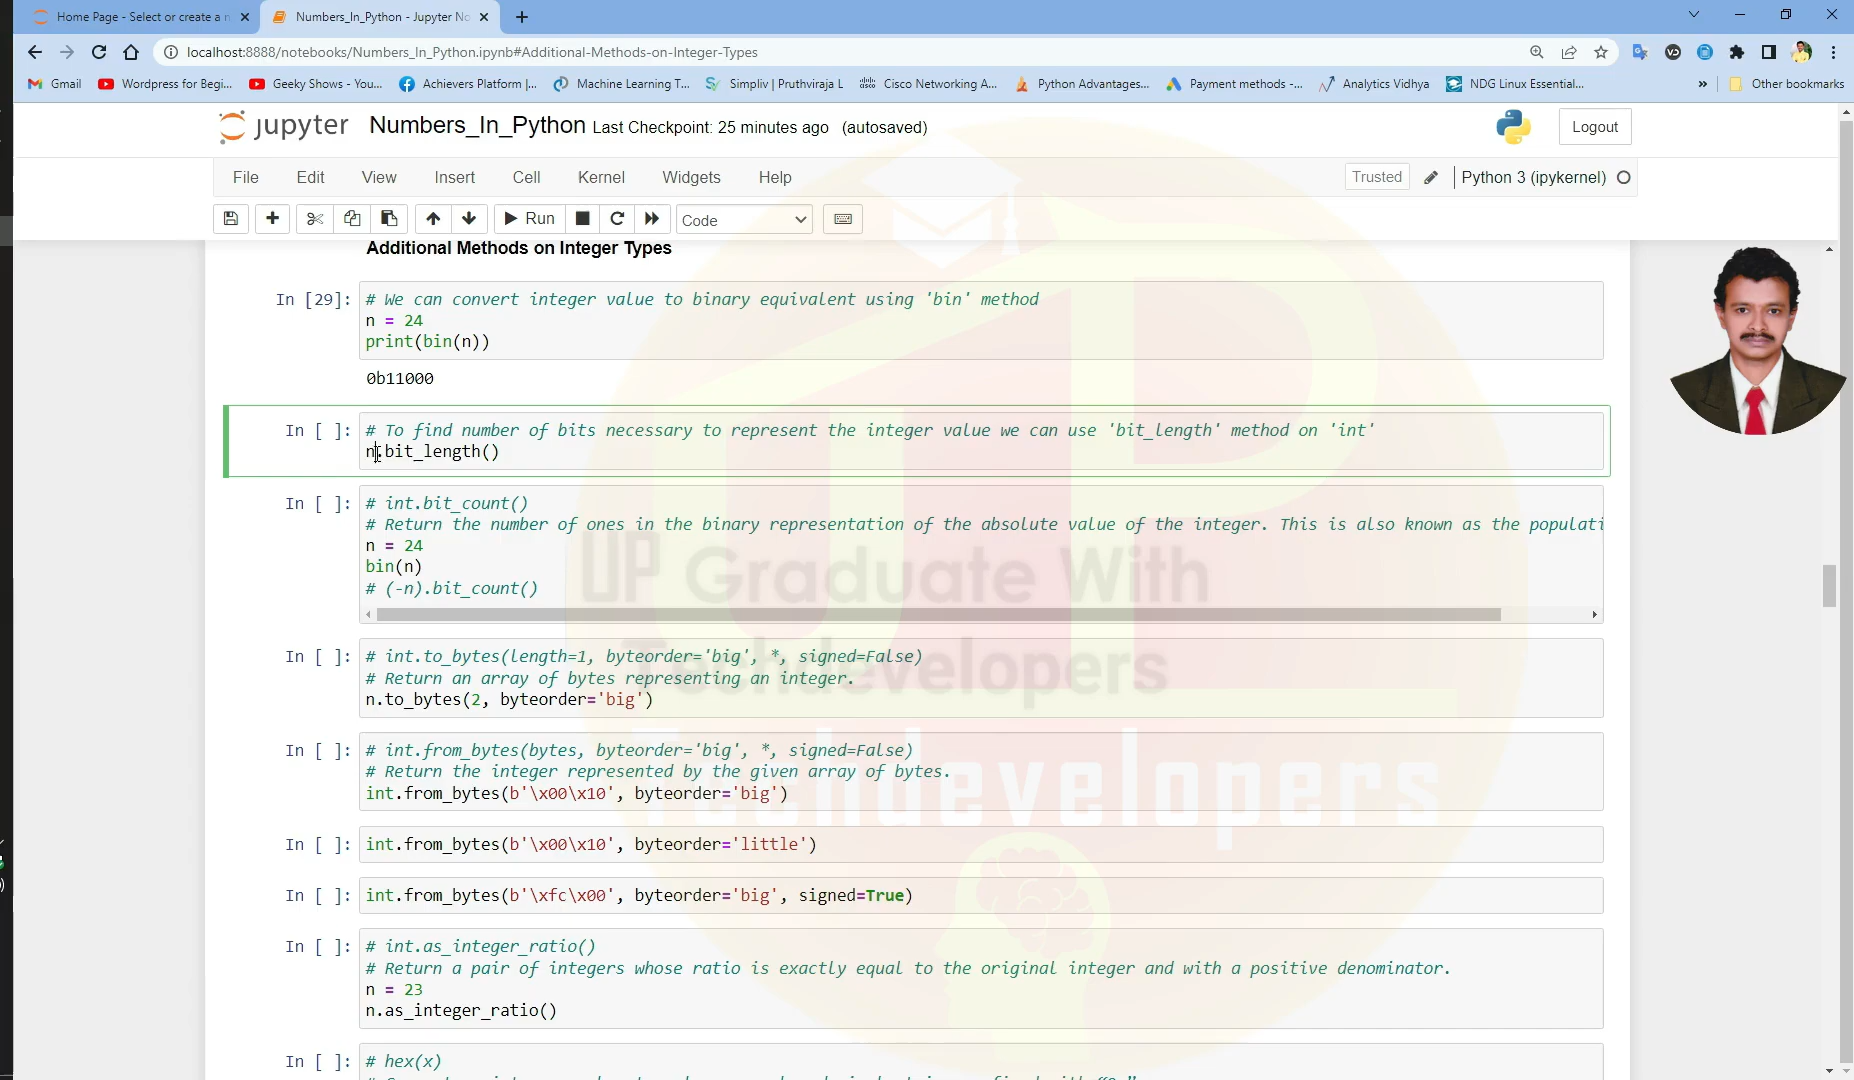 Home Page - Select or create a n
Numbers_In_Python - Jupyter No
localhost:8888/notebooks/Numbers_In_Python.ipynb#Additional-Methods-on-Integer-Types
Gmail
Wordpress for Begi...
Geeky Shows - You...
Achievers Platform |...
Machine Learning T...
Simpliv | Pruthviraja L
Cisco Networking A...
Python Advantages...
Payment methods -...
Analytics Vidhya
NDG Linux Essential...
»
Other bookmarks
jupyter Numbers_In_Python Last Checkpoint: 25 minutes ago (autosaved)
Logout
File Edit View Insert Cell Kernel Widgets Help
Trusted
Python 3 (ipykernel)
Run
Code
Additional Methods on Integer Types
In [29]: # We can convert integer value to binary equivalent using 'bin' method
n = 24
print(bin(n))
0b11000
In [ ]: # To find number of bits necessary to represent the integer value we can use 'bit_length' method on 'int'
n.bit_length()
In [ ]: # int.bit_count()
# Return the number of ones in the binary representation of the absolute value of the integer. This is also known as the populati
n = 24
bin(n)
# (-n).bit_count()
In [ ]: # int.to_bytes(length=1, byteorder='big', *, signed=False)
# Return an array of bytes representing an integer.
n.to_bytes(2, byteorder='big')
In [ ]: # int.from_bytes(bytes, byteorder='big', *, signed=False)
# Return the integer represented by the given array of bytes.
int.from_bytes(b'\x00\x10', byteorder='big')
In [ ]: int.from_bytes(b'\x00\x10', byteorder='little')
In [ ]: int.from_bytes(b'\xfc\x00', byteorder='big', signed=True)
In [ ]: # int.as_integer_ratio()
# Return a pair of integers whose ratio is exactly equal to the original integer and with a positive denominator.
n = 23
n.as_integer_ratio()
In [ ]: # hex(x)
UP Graduate With
Techdevelopers
Techdevelopers